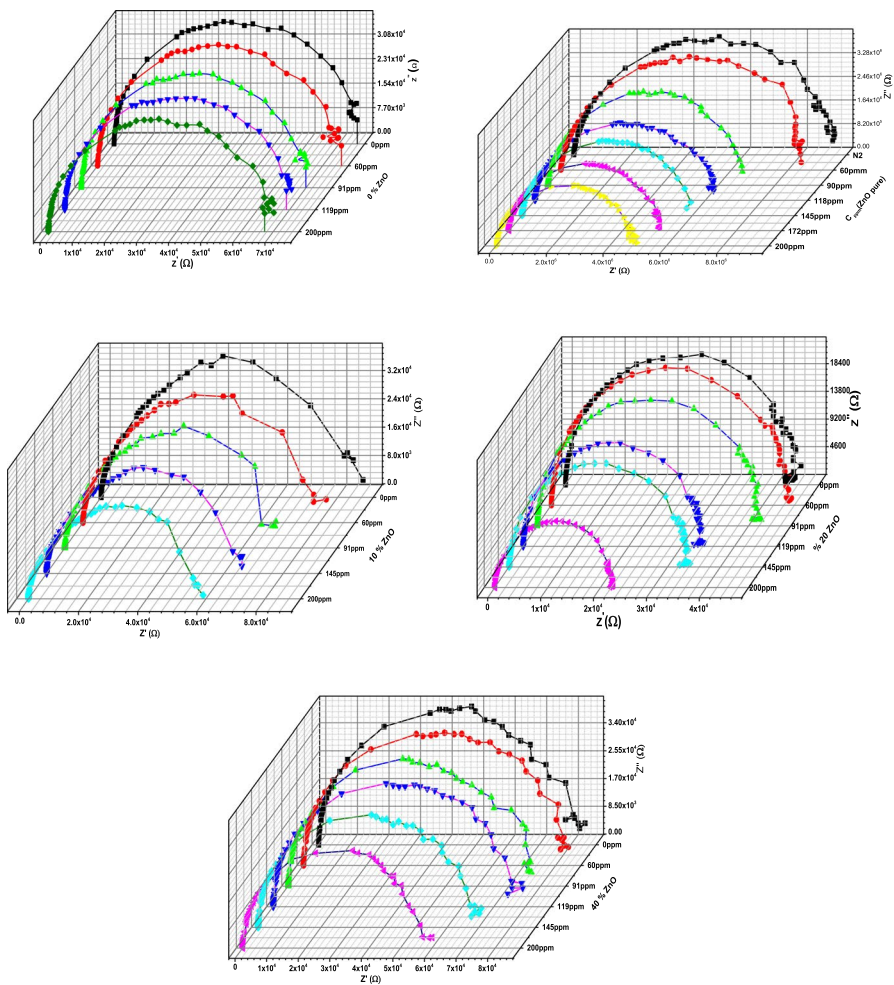 3.08x10⁴
2.31x10⁴
1.54x10⁴
7.70x10³
0.00
0ppm
60ppm
91ppm
119ppm
200ppm
0 % ZnO
0
1x10⁴
2x10⁴
3x10⁴
4x10⁴
5x10⁴
6x10⁴
7x10⁴
Z' (Ω)
3.28x10⁴
2.46x10⁴
1.64x10⁴
8.20x10³
0.00
Z'' (Ω)
N2
60pmm
90ppm
118ppm
145ppm
172ppm
200ppm
(ZnO pure)
0.0
2.0x10⁴
4.0x10⁴
6.0x10⁴
8.0x10⁴
Z' (Ω)
3.2x10⁴
2.4x10⁴
1.6x10⁴
8.0x10³
0.0
Z'' (Ω)
0ppm
60ppm
91ppm
145ppm
200ppm
10 % ZnO
0.0
2.0x10⁴
4.0x10⁴
6.0x10⁴
8.0x10⁴
Z' (Ω)
18400
13800
9200
4600
(Ω)
0ppm
60ppm
91ppm
119ppm
145ppm
200ppm
% 20 ZnO
0
1x10⁴
2x10⁴
3x10⁴
4x10⁴
Z (Ω)
3.40x10⁴
2.55x10⁴
1.70x10⁴
8.50x10³
0.00
Z'' (Ω)
0ppm
60ppm
91ppm
119ppm
145ppm
200ppm
40 % ZnO
0
1x10⁴
2x10⁴
3x10⁴
4x10⁴
5x10⁴
6x10⁴
7x10⁴
8x10⁴
Z' (Ω)